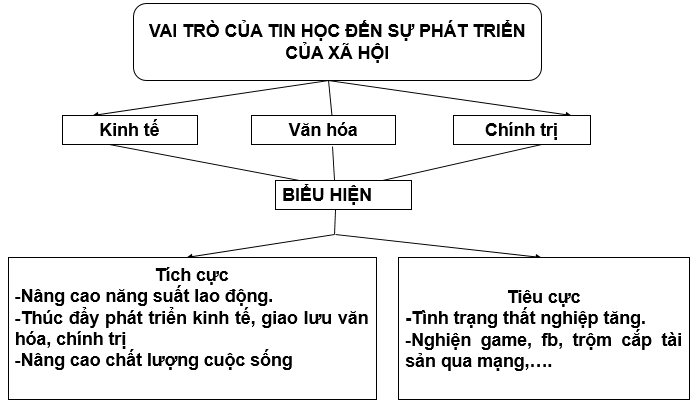 VAI TRÒ CỦA TIN HỌC ĐẾN SỰ PHÁT TRIỂN
CỦA XÃ HỘI
Kinh tế
Văn hóa
Chính trị
BIỂU HIỆN
Tích cực
-Nâng cao năng suất lao động.
-Thúc đẩy phát triển kinh tế, giao lưu văn
hóa, chính trị
-Nâng cao chất lượng cuộc sống
Tiêu cực
-Tình trạng thất nghiệp tăng.
-Nghiện game, fb, trộm cắp tài
sản qua mạng,….